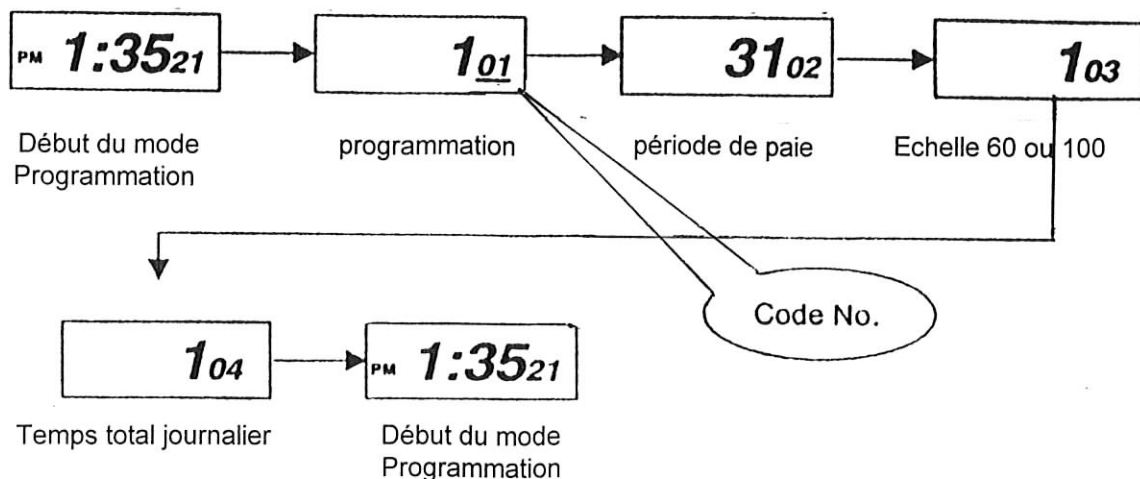 PM 1:35 21
1 01
31 02
1 03
Début du mode
Programmation
programmation
période de paie
Echelle 60 ou 100
Code No.
1 04
PM 1:35 21
Temps total journalier
Début du mode
Programmation